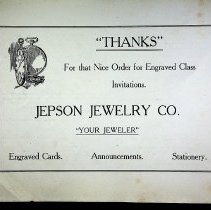 "THANKS"
For that Nice Order for Engraved Class
Invitations.
JEPSON JEWELRY CO.
"YOUR JEWELER"
Engraved Cards. Announcements. Stationery.